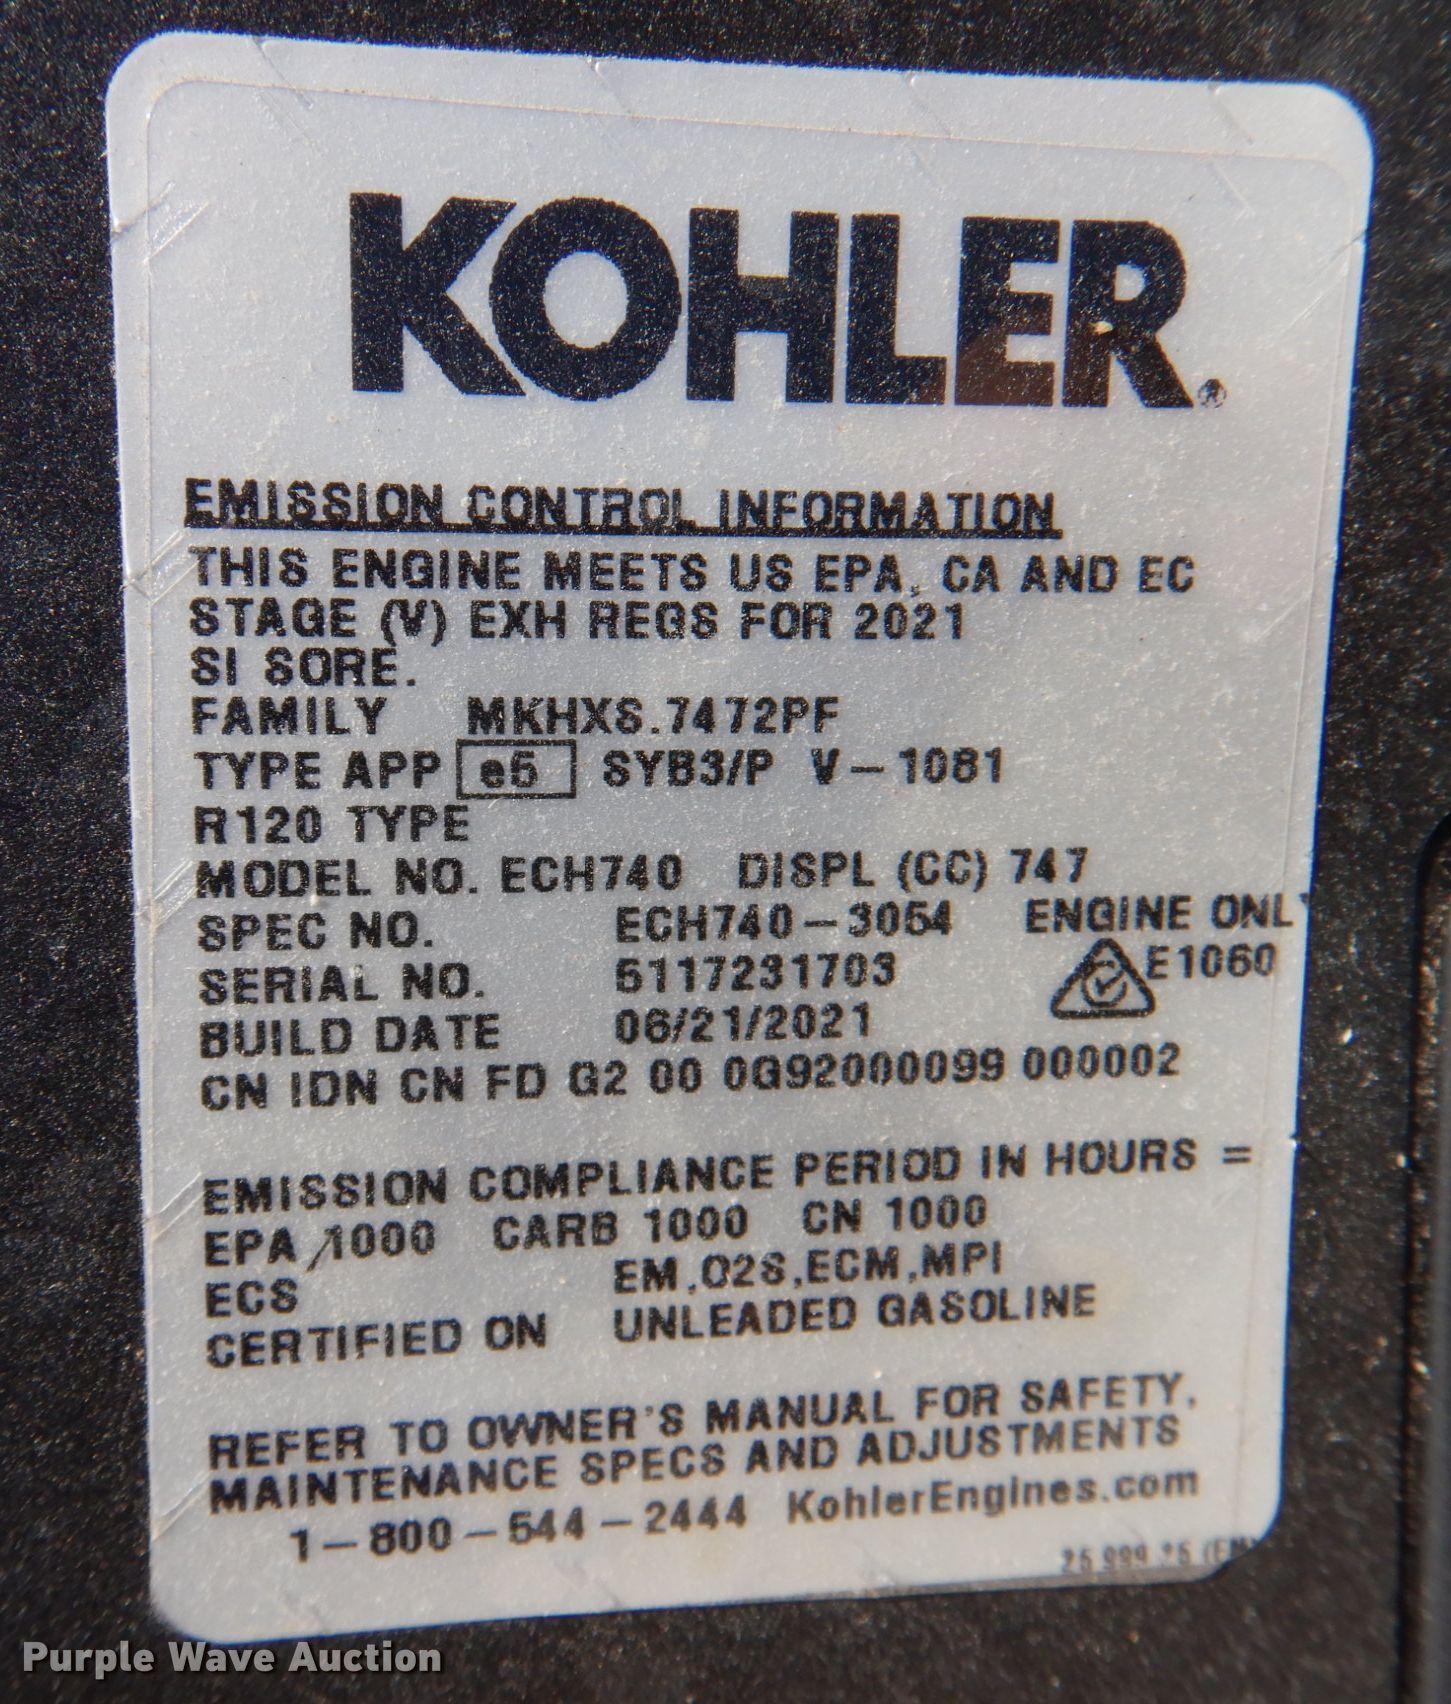 KOHLER®
EMISSION CONTROL INFORMATION
THIS ENGINE MEETS US EPA, CA AND EC
STAGE (V) EXH REGS FOR 2021
SI SORE.
FAMILY MKHXS.7472PF
TYPE APP e5 SYB3/P V-1081
R120 TYPE
MODEL NO. ECH740 DISPL (CC) 747
SPEC NO. ECH740-3054 ENGINE ONLY
SERIAL NO. 5117231703 E1060
BUILD DATE 06/21/2021
CN IDN CN FD G2 00 0G92000099 000002
EMISSION COMPLIANCE PERIOD IN HOURS =
EPA 1000 CARB 1000 CN 1000
ECS EM,O2S,ECM,MPI
CERTIFIED ON UNLEADED GASOLINE
REFER TO OWNER'S MANUAL FOR SAFETY,
MAINTENANCE SPECS AND ADJUSTMENTS
1-800-544-2444 KohlerEngines.com
Purple Wave Auction